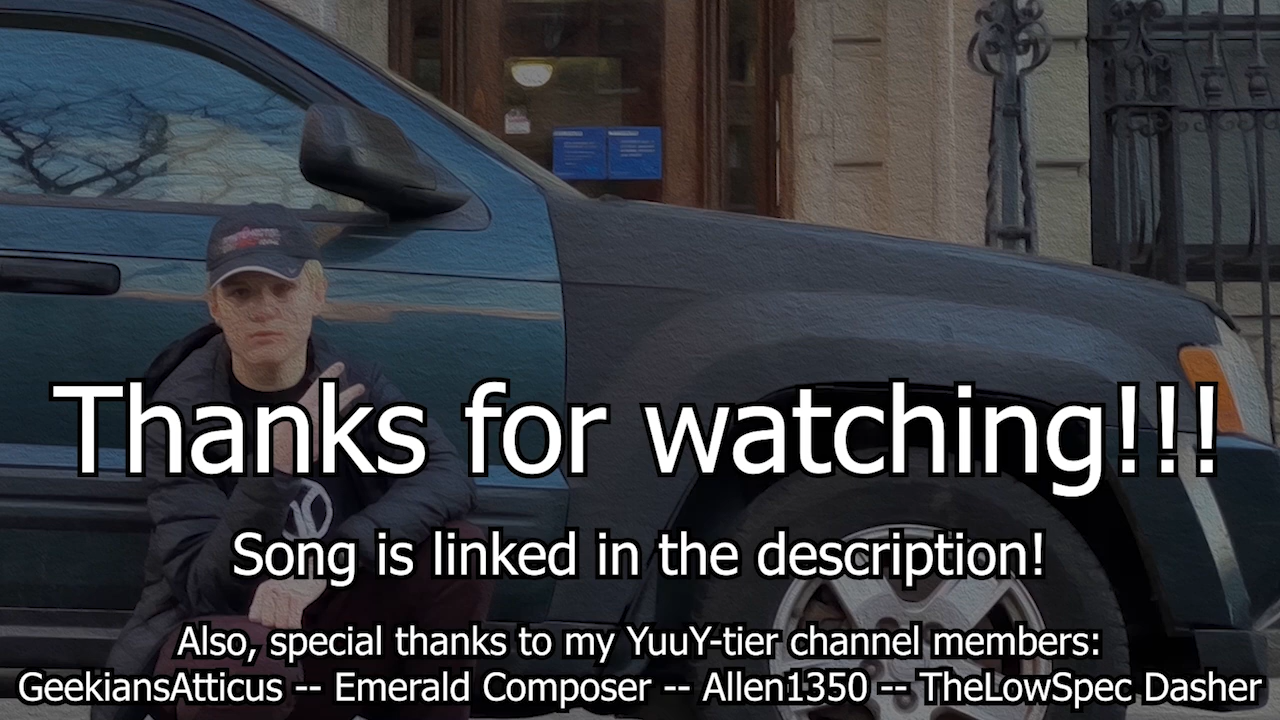 Thanks for watching!!!
Song is linked in the description!
Also, special thanks to my YuuY-tier channel members:
GeekiansAtticus -- Emerald Composer -- Allen1350 -- TheLowSpec Dasher